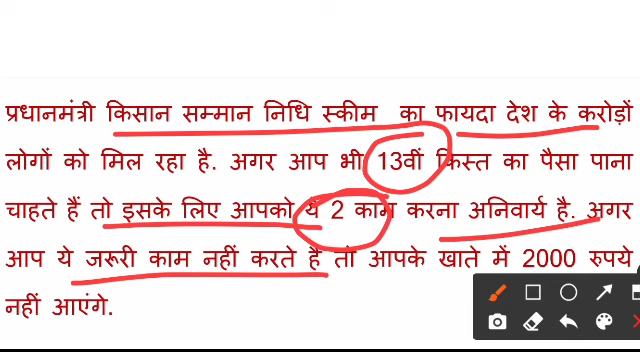 प्रधानमंत्री किसान सम्मान निधि स्कीम का फायदा देश के करोड़ों
लोगों को मिल रहा है. अगर आप भी 13वीं किस्त का पैसा पाना
चाहते हैं तो इसके लिए आपको ये 2 काम करना अनिवार्य है. अगर
आप ये जरूरी काम नहीं करते हैं तो आपके खाते में 2000 रुपये
नहीं आएंगे.